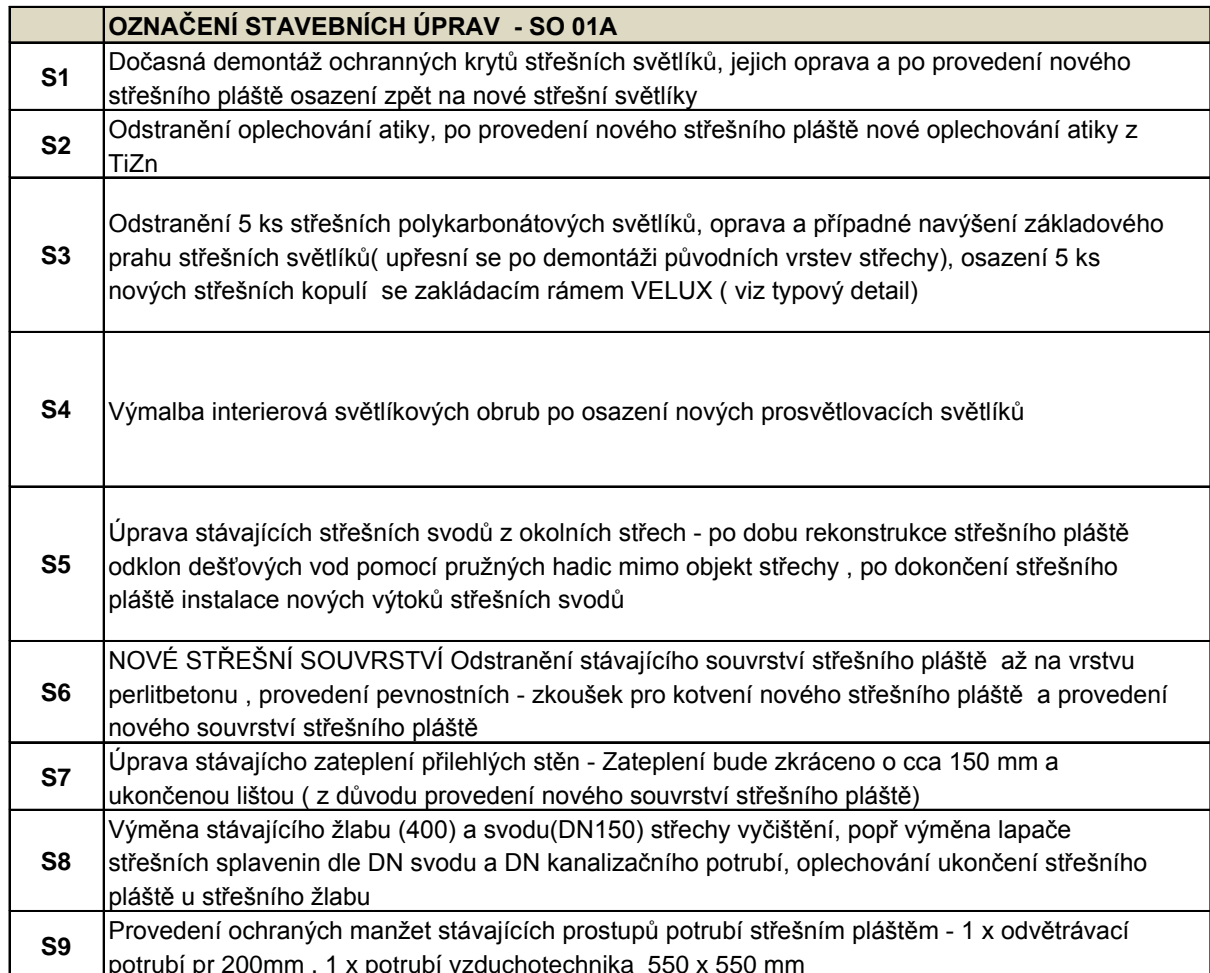 OZNAČENÍ STAVEBNÍCH ÚPRAV - SO 01A
S1
Dočasná demontáž ochranných krytů střešních světlíků, jejich oprava a po provedení nového
střešního pláště osazení zpět na nové střešní světlíky
S2
Odstranění oplechování atiky, po provedení nového střešního pláště nové oplechování atiky z
TiZn
S3
Odstranění 5 ks střešních polykarbonátových světlíků, oprava a případné navýšení základového
prahu střešních světlíků( upřesní se po demontáži původních vrstev střechy), osazení 5 ks
nových střešních kopulí se zakládacím rámem VELUX ( viz typový detail)
S4
Výmalba interierová světlíkových obrub po osazení nových prosvětlovacích světlíků
S5
Úprava stávajících střešních svodů z okolních střech - po dobu rekonstrukce střešního pláště
odklon dešťových vod pomocí pružných hadic mimo objekt střechy , po dokončení střešního
pláště instalace nových výtoků střešních svodů
S6
NOVÉ STŘEŠNÍ SOUVRSTVÍ Odstranění stávajícího souvrství střešního pláště až na vrstvu
perlitbetonu , provedení pevnostních - zkoušek pro kotvení nového střešního pláště a provedení
nového souvrství střešního pláště
S7
Úprava stávajícho zateplení přilehlých stěn - Zateplení bude zkráceno o cca 150 mm a
ukončenou lištou ( z důvodu provedení nového souvrství střešního pláště)
S8
Výměna stávajícího žlabu (400) a svodu(DN150) střechy vyčištění, popř výměna lapače
střešních splavenin dle DN svodu a DN kanalizačního potrubí, oplechování ukončení střešního
pláště u střešního žlabu
S9
Provedení ochraných manžet stávajících prostupů potrubí střešním pláštěm - 1 x odvětrávací
potrubí pr 200mm , 1 x potrubí vzduchotechnika 550 x 550 mm